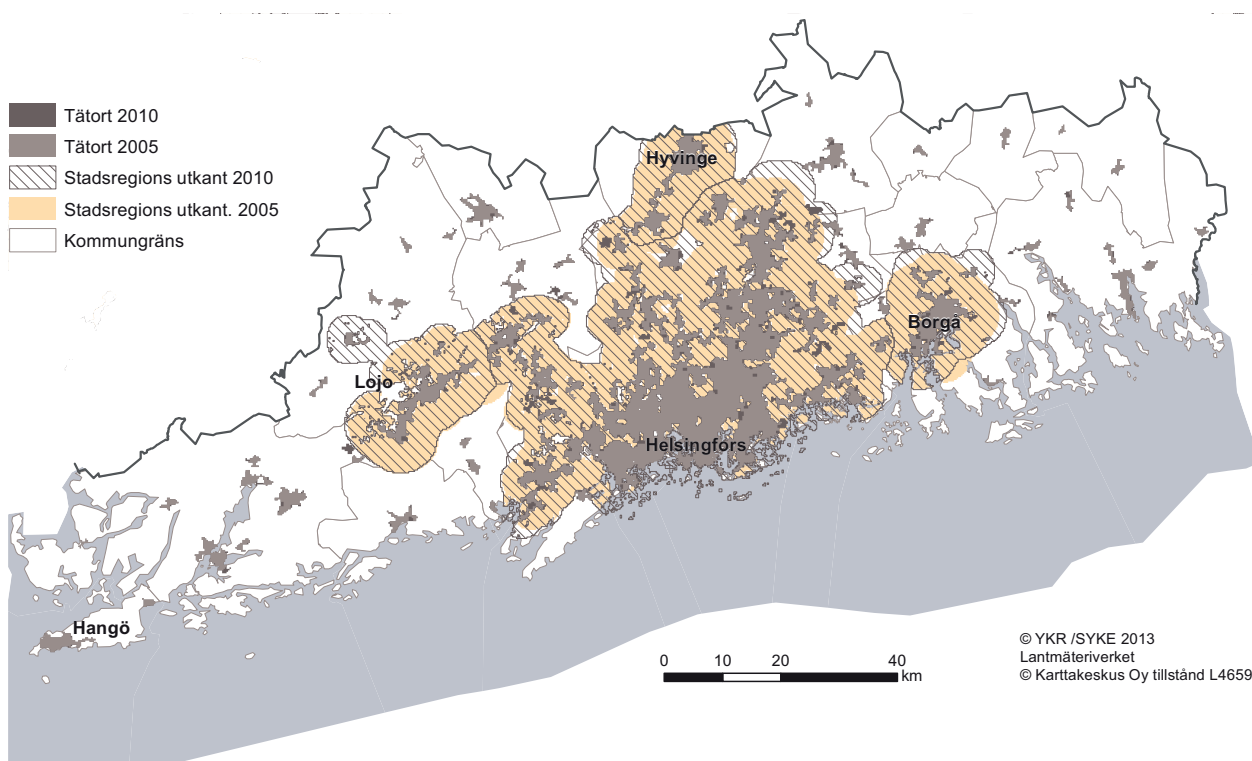 Tätort 2010
Tätort 2005
Stadsregions utkant 2010
Stadsregions utkant. 2005
Kommungräns
Hyvinge
Borgå
Lojo
Helsingfors
Hangö
0 10 20 40
km
© YKR /SYKE 2013
Lantmäteriverket
© Karttakeskus Oy tillstånd L4659